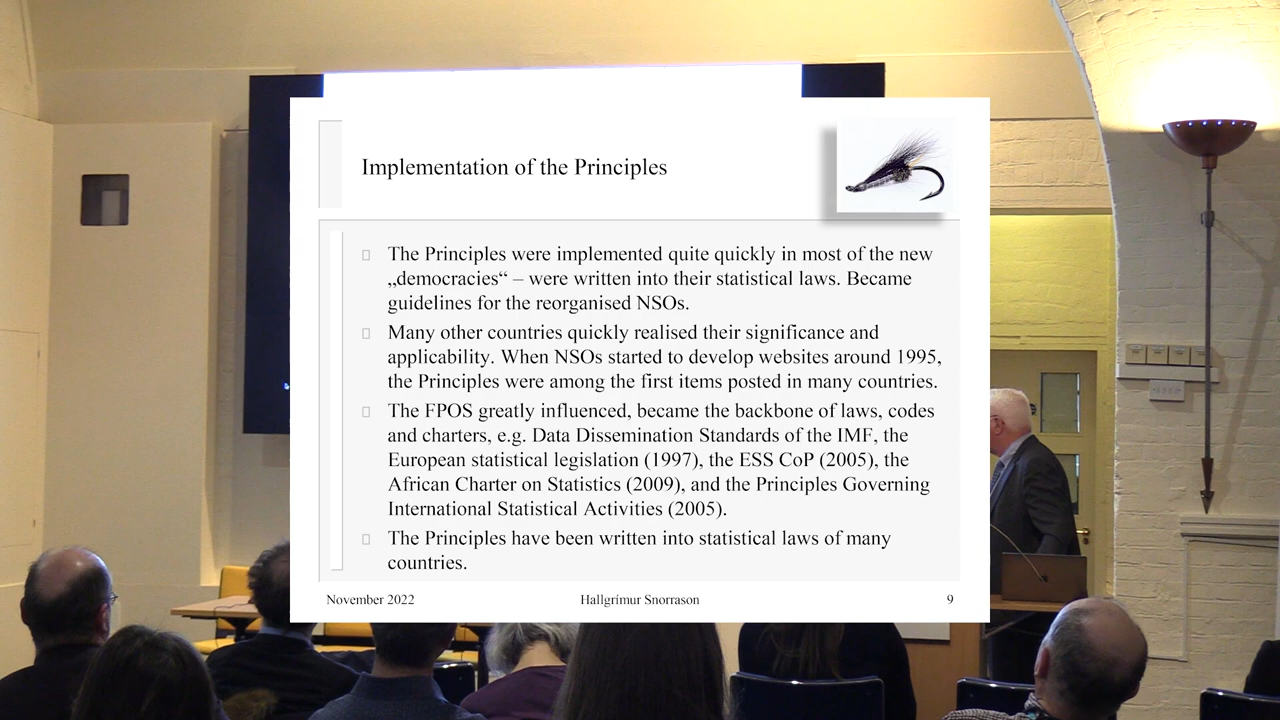 Implementation of the Principles
The Principles were implemented quite quickly in most of the new
„democracies“ – were written into their statistical laws. Became
guidelines for the reorganised NSOs.
Many other countries quickly realised their significance and
applicability. When NSOs started to develop websites around 1995,
the Principles were among the first items posted in many countries.
The FPOS greatly influenced, became the backbone of laws, codes
and charters, e.g. Data Dissemination Standards of the IMF, the
European statistical legislation (1997), the ESS CoP (2005), the
African Charter on Statistics (2009), and the Principles Governing
International Statistical Activities (2005).
The Principles have been written into statistical laws of many
countries.
November 2022 Hallgrímur Snorrason 9